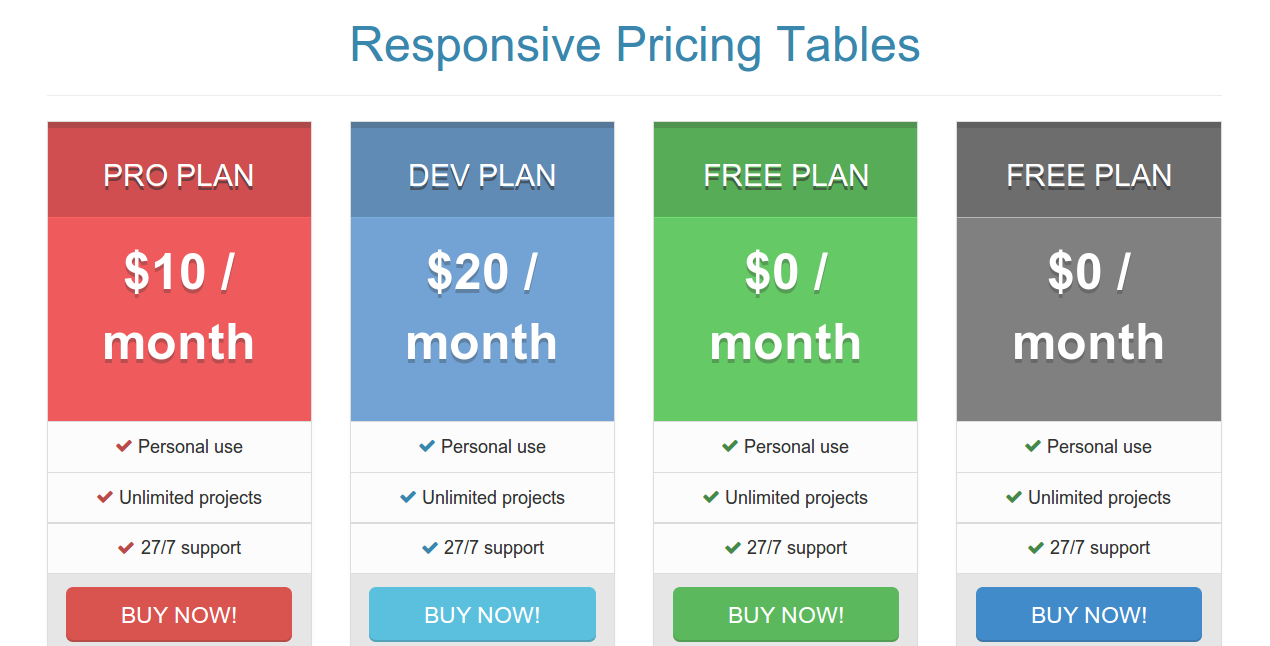 Responsive Pricing Tables
PRO PLAN
$10 /
month
Personal use
Unlimited projects
27/7 support
BUY NOW!
DEV PLAN
$20 /
month
Personal use
Unlimited projects
27/7 support
BUY NOW!
FREE PLAN
$0 /
month
Personal use
Unlimited projects
27/7 support
BUY NOW!
FREE PLAN
$0 /
month
Personal use
Unlimited projects
27/7 support
BUY NOW!